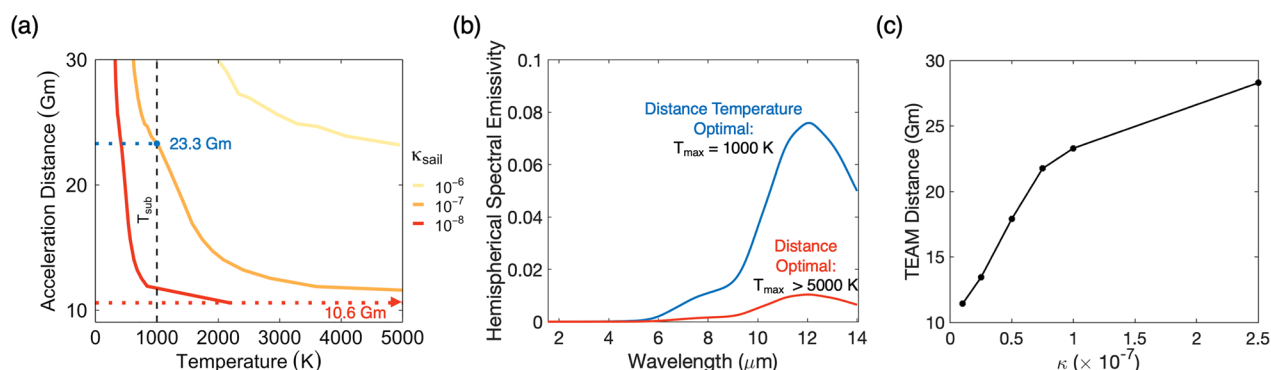 (a)
30
20
10
Acceleration Distance (Gm)
23.3 Gm
T_sub
10.6 Gm
0 1000 2000 3000 4000 5000
Temperature (K)
κ_sail
10⁻⁶
10⁻⁷
10⁻⁸
(b)
0.1
0.08
0.06
0.04
0.02
0
Hemispherical Spectral Emissivity
Distance Temperature
Optimal:
T_max = 1000 K
Distance
Optimal:
T_max > 5000 K
2 4 6 8 10 12 14
Wavelength (μm)
(c)
30
25
20
15
10
TEAM Distance (Gm)
0 0.5 1 1.5 2 2.5
κ (× 10⁻⁷)